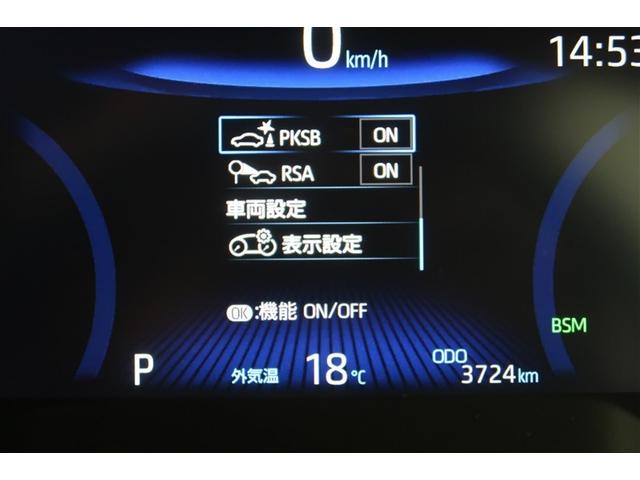 0 km/h
14:53
PKSB ON
RSA ON
車両設定
表示設定
OK:機能 ON/OFF
BSM
P
外気温 18℃
ODO
3724km